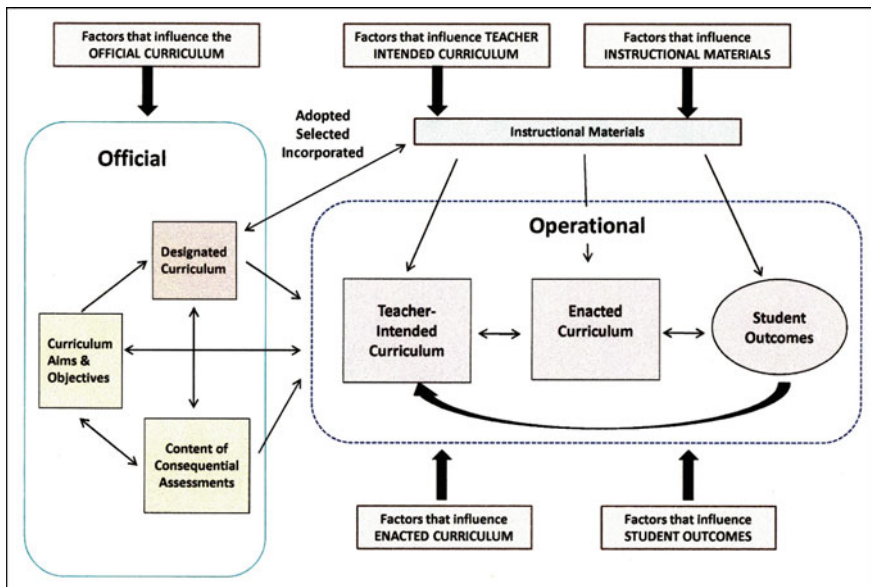 Factors that influence the
OFFICIAL CURRICULUM
Factors that influence TEACHER
INTENDED CURRICULUM
Factors that influence
INSTRUCTIONAL MATERIALS
Adopted
Selected
Incorporated
Instructional Materials
Official
Operational
Designated
Curriculum
Teacher-
Intended
Curriculum
Enacted
Curriculum
Student
Outcomes
Curriculum
Aims &
Objectives
Content of
Consequential
Assessments
Factors that influence
ENACTED CURRICULUM
Factors that influence
STUDENT OUTCOMES